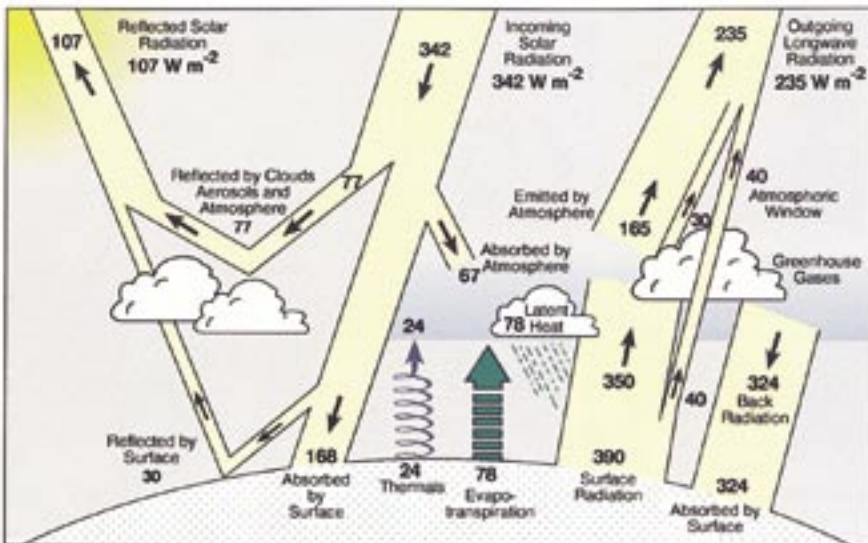 Reflected Solar
Radiation
107 W m-2
107
Incoming
Solar
Radiation
342 W m-2
342
235
Outgoing
Longwave
Radiation
235 W m-2
Reflected by Clouds
Aerosols and
Atmosphere
77
77
Emitted by
Atmosphere
165
30
40
Atmospheric
Window
Absorbed by
Atmosphere
67
Greenhouse
Gases
24
78
Latent
Heat
350
40
324
Back
Radiation
Reflected by
Surface
30
168
Absorbed
by
Surface
24
Thermals
78
Evapo-
transpiration
390
Surface
Radiation
324
Absorbed by
Surface